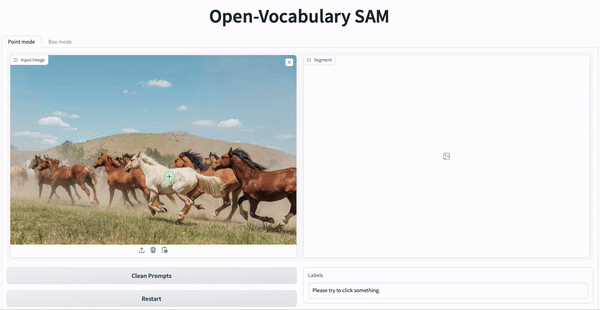 Open-Vocabulary SAM
Point mode
Box mode
Input Image
Segment
Clean Prompts
Restart
Labels
Please try to click something.